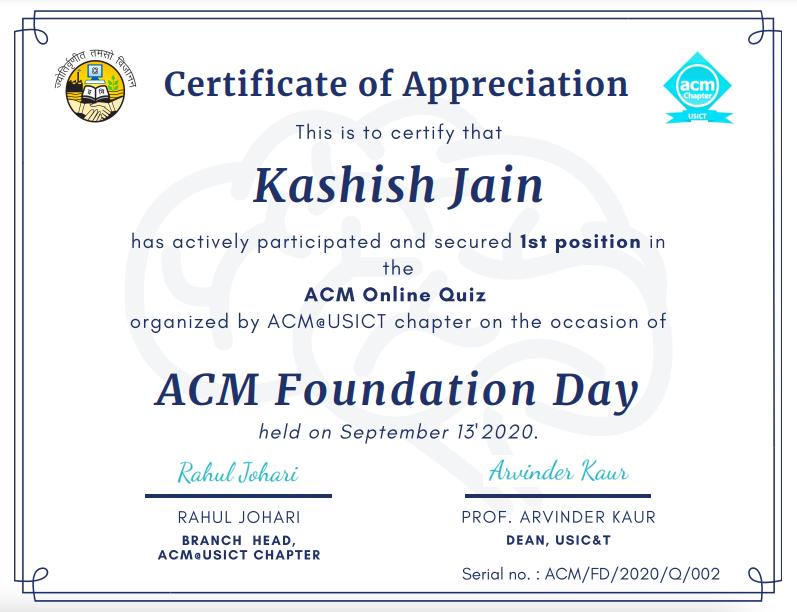 ज्योतिर्वृणीत तमसो विजानन
acm
Chapter
USICT
Certificate of Appreciation
This is to certify that
Kashish Jain
has actively participated and secured 1st position in
the
ACM Online Quiz
organized by ACM@USICT chapter on the occasion of
ACM Foundation Day
held on September 13'2020.
Rahul Johari
Arvinder Kaur
RAHUL JOHARI
PROF. ARVINDER KAUR
BRANCH HEAD,
ACM@USICT CHAPTER
DEAN, USIC&T
Serial no. : ACM/FD/2020/Q/002